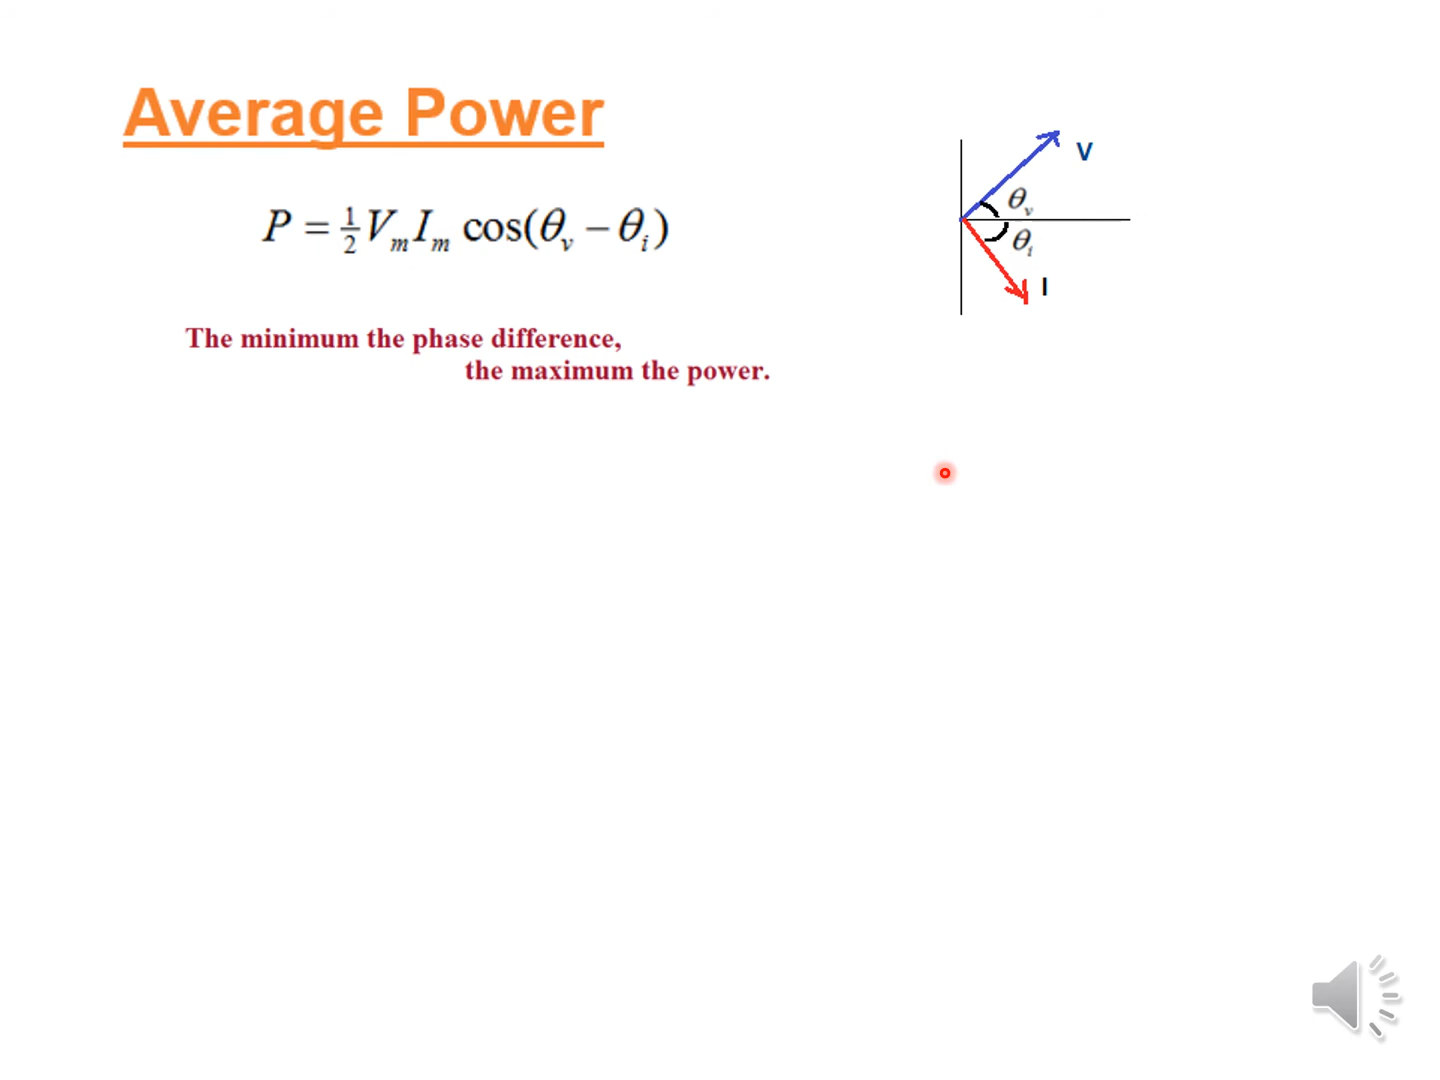 Average Power
P = ½ VₘIₘ cos(θᵥ − θᵢ)
V
θᵥ
θᵢ
I
The minimum the phase difference,
the maximum the power.